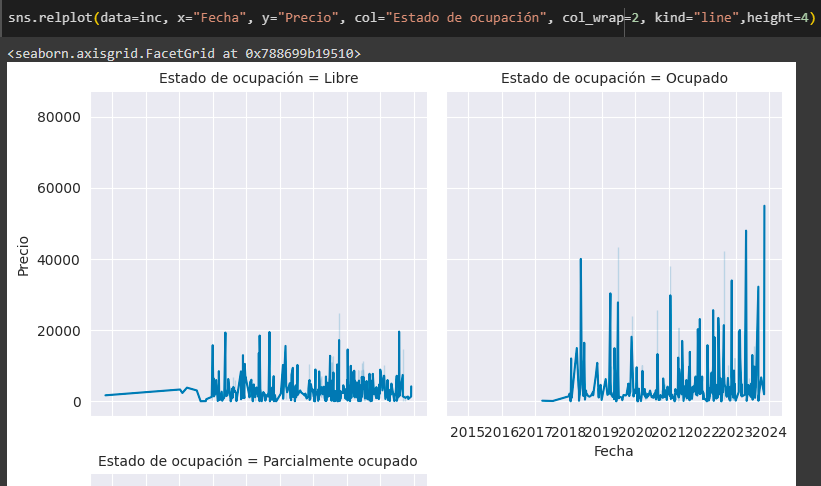 sns.relplot(data=inc, x="Fecha", y="Precio", col="Estado de ocupación", col_wrap=2, kind="line",height=4)
<seaborn.axisgrid.FacetGrid at 0x788699b19510>
Estado de ocupación = Libre
Estado de ocupación = Ocupado
80000
60000
40000
20000
0
Precio
2015 2016 2017 2018 2019 2020 2021 2022 2023 2024
Fecha
Estado de ocupación = Parcialmente ocupado